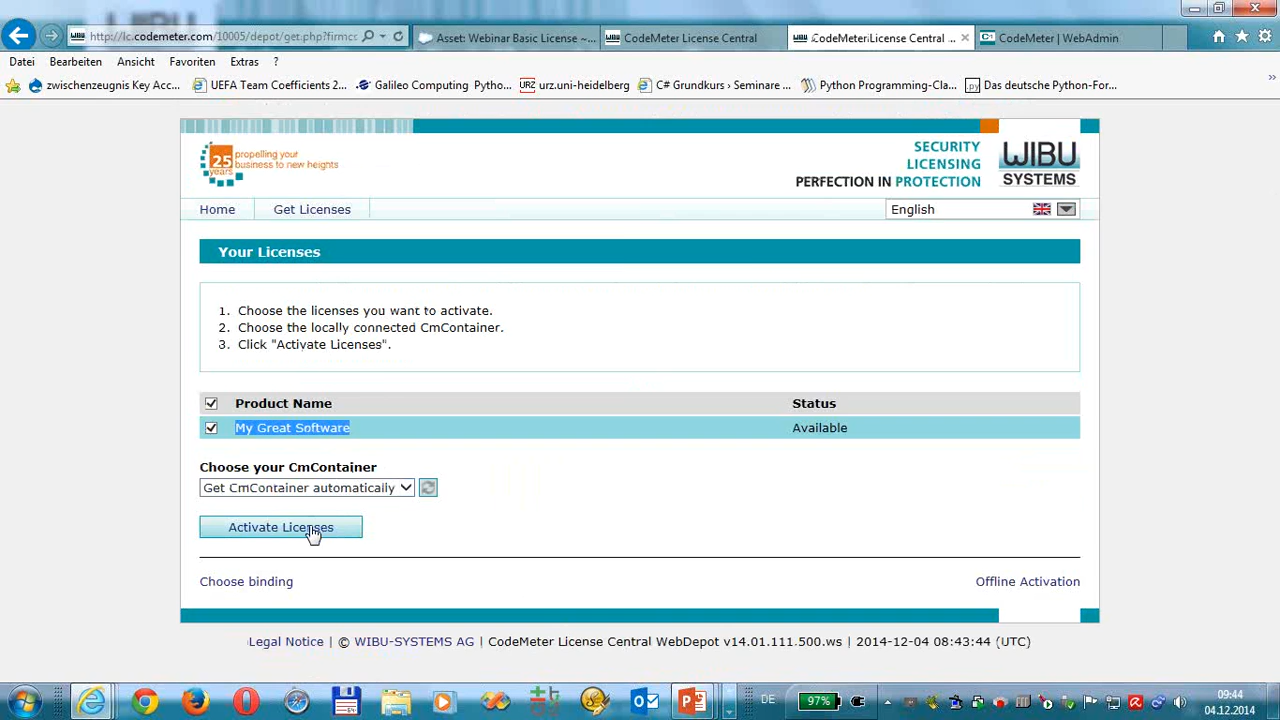 http://lc.codemeter.com/10005/depot/get.php?firmc
Asset: Webinar Basic License ~...
CodeMeter License Central
CodeMeter License Central ...
CodeMeter | WebAdmin
Datei Bearbeiten Ansicht Favoriten Extras ?
zwischenzeugnis Key Acc...
UEFA Team Coefficients 2...
Galileo Computing Pytho...
URZ urz.uni-heidelberg
C# Grundkurs › Seminare ...
Python Programming-Cla...
.py Das deutsche Python-For...
25 years
propelling your
business to new heights
SECURITY
LICENSING
PERFECTION IN PROTECTION
WIBU
SYSTEMS
Home
Get Licenses
English
Your Licenses
1. Choose the licenses you want to activate.
2. Choose the locally connected CmContainer.
3. Click "Activate Licenses".
Product Name Status
My Great Software Available
Choose your CmContainer
Get CmContainer automatically
Activate Licenses
Choose binding
Offline Activation
Legal Notice | © WIBU-SYSTEMS AG | CodeMeter License Central WebDepot v14.01.111.500.ws | 2014-12-04 08:43:44 (UTC)
DE
97%
09:44
04.12.2014